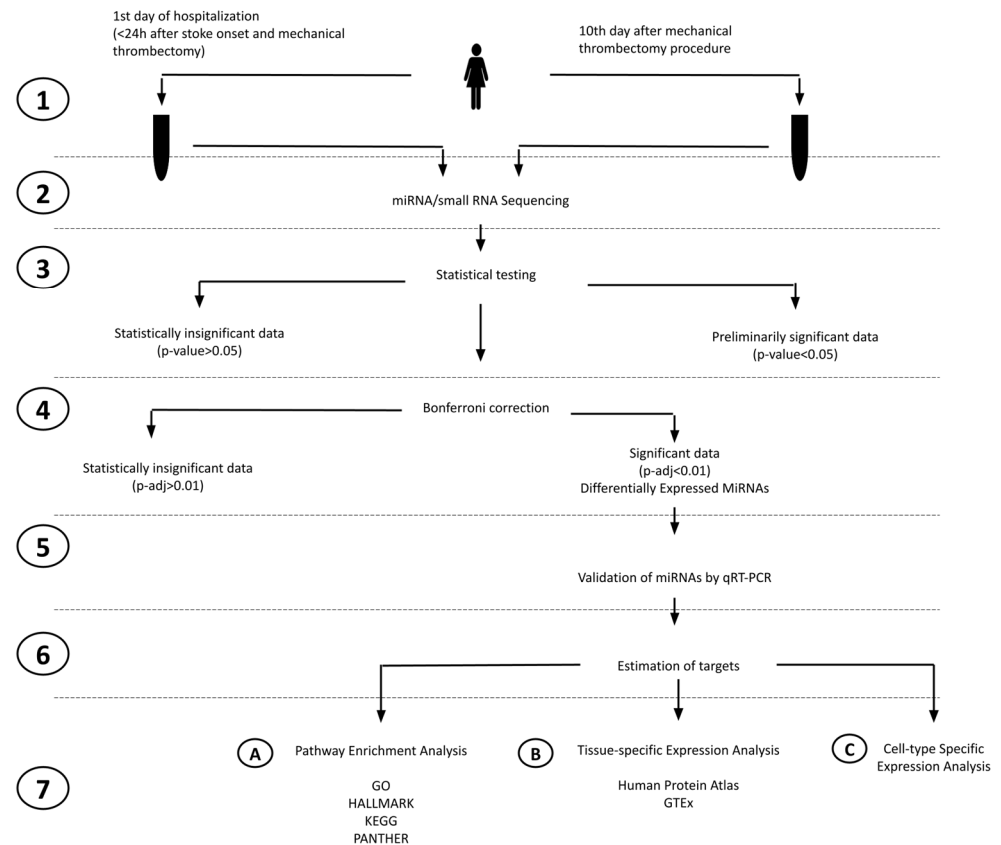 1st day of hospitalization
(<24h after stoke onset and mechanical
thrombectomy)
10th day after mechanical
thrombectomy procedure
1
2
miRNA/small RNA Sequencing
3
Statistical testing
Statistically insignificant data
(p-value>0.05)
Preliminarily significant data
(p-value<0.05)
4
Bonferroni correction
Statistically insignificant data
(p-adj>0.01)
Significant data
(p-adj<0.01)
Differentially Expressed MiRNAs
5
Validation of miRNAs by qRT-PCR
6
Estimation of targets
7
A
Pathway Enrichment Analysis
GO
HALLMARK
KEGG
PANTHER
B
Tissue-specific Expression Analysis
Human Protein Atlas
GTEx
C
Cell-type Specific
Expression Analysis